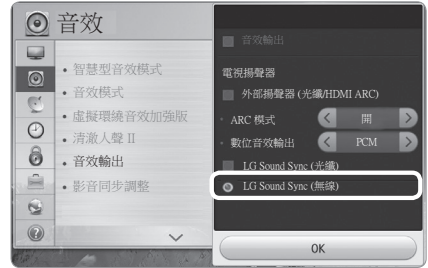 音效
• 智慧型音效模式
• 音效模式
• 虛擬環繞音效加強版
• 清澈人聲 II
• 音效輸出
• 影音同步調整
音效輸出
電視揚聲器
外部揚聲器 (光纖/HDMI ARC)
• ARC 模式 < 開 >
• 數位音效輸出 < PCM >
LG Sound Sync (光纖)
LG Sound Sync (無線)
OK